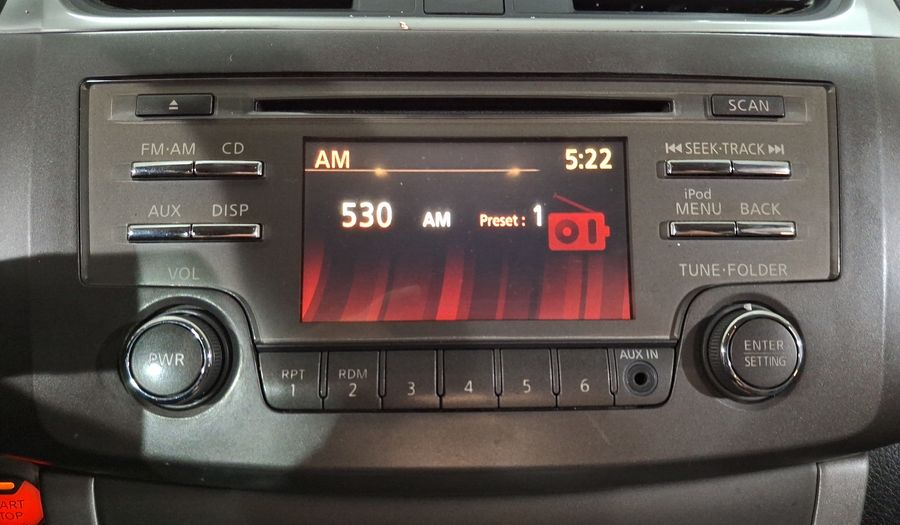 SCAN
FM·AM CD
AM 5:22
SEEK·TRACK
530 AM Preset : 1
iPod
MENU BACK
AUX DISP
VOL
TUNE·FOLDER
PWR
ENTER
SETTING
RPT
1
RDM
2
3
4
5
6
AUX IN